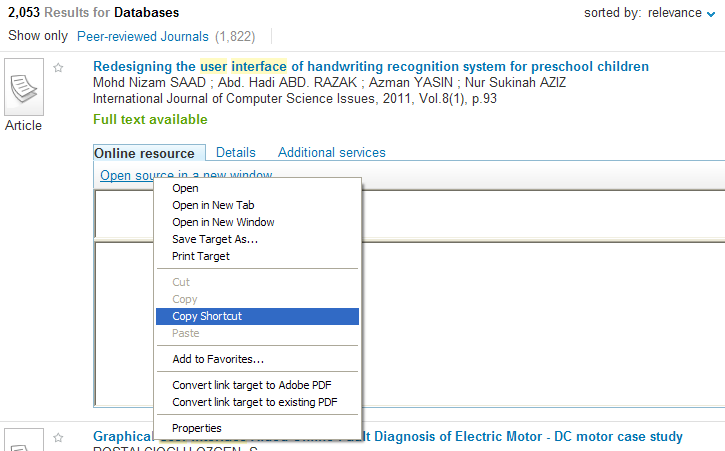 2,053 Results for Databases
sorted by: relevance
Show only Peer-reviewed Journals (1,822)
Redesigning the user interface of handwriting recognition system for preschool children
Mohd Nizam SAAD ; Abd. Hadi ABD. RAZAK ; Azman YASIN ; Nur Sukinah AZIZ
International Journal of Computer Science Issues, 2011, Vol.8(1), p.93
Article
Full text available
Online resource Details Additional services
Open source in a new window
Open
Open in New Tab
Open in New Window
Save Target As...
Print Target
Cut
Copy
Copy Shortcut
Paste
Add to Favorites...
Convert link target to Adobe PDF
Convert link target to existing PDF
Properties
Graphical Diagnosis of Electric Motor - DC motor case study